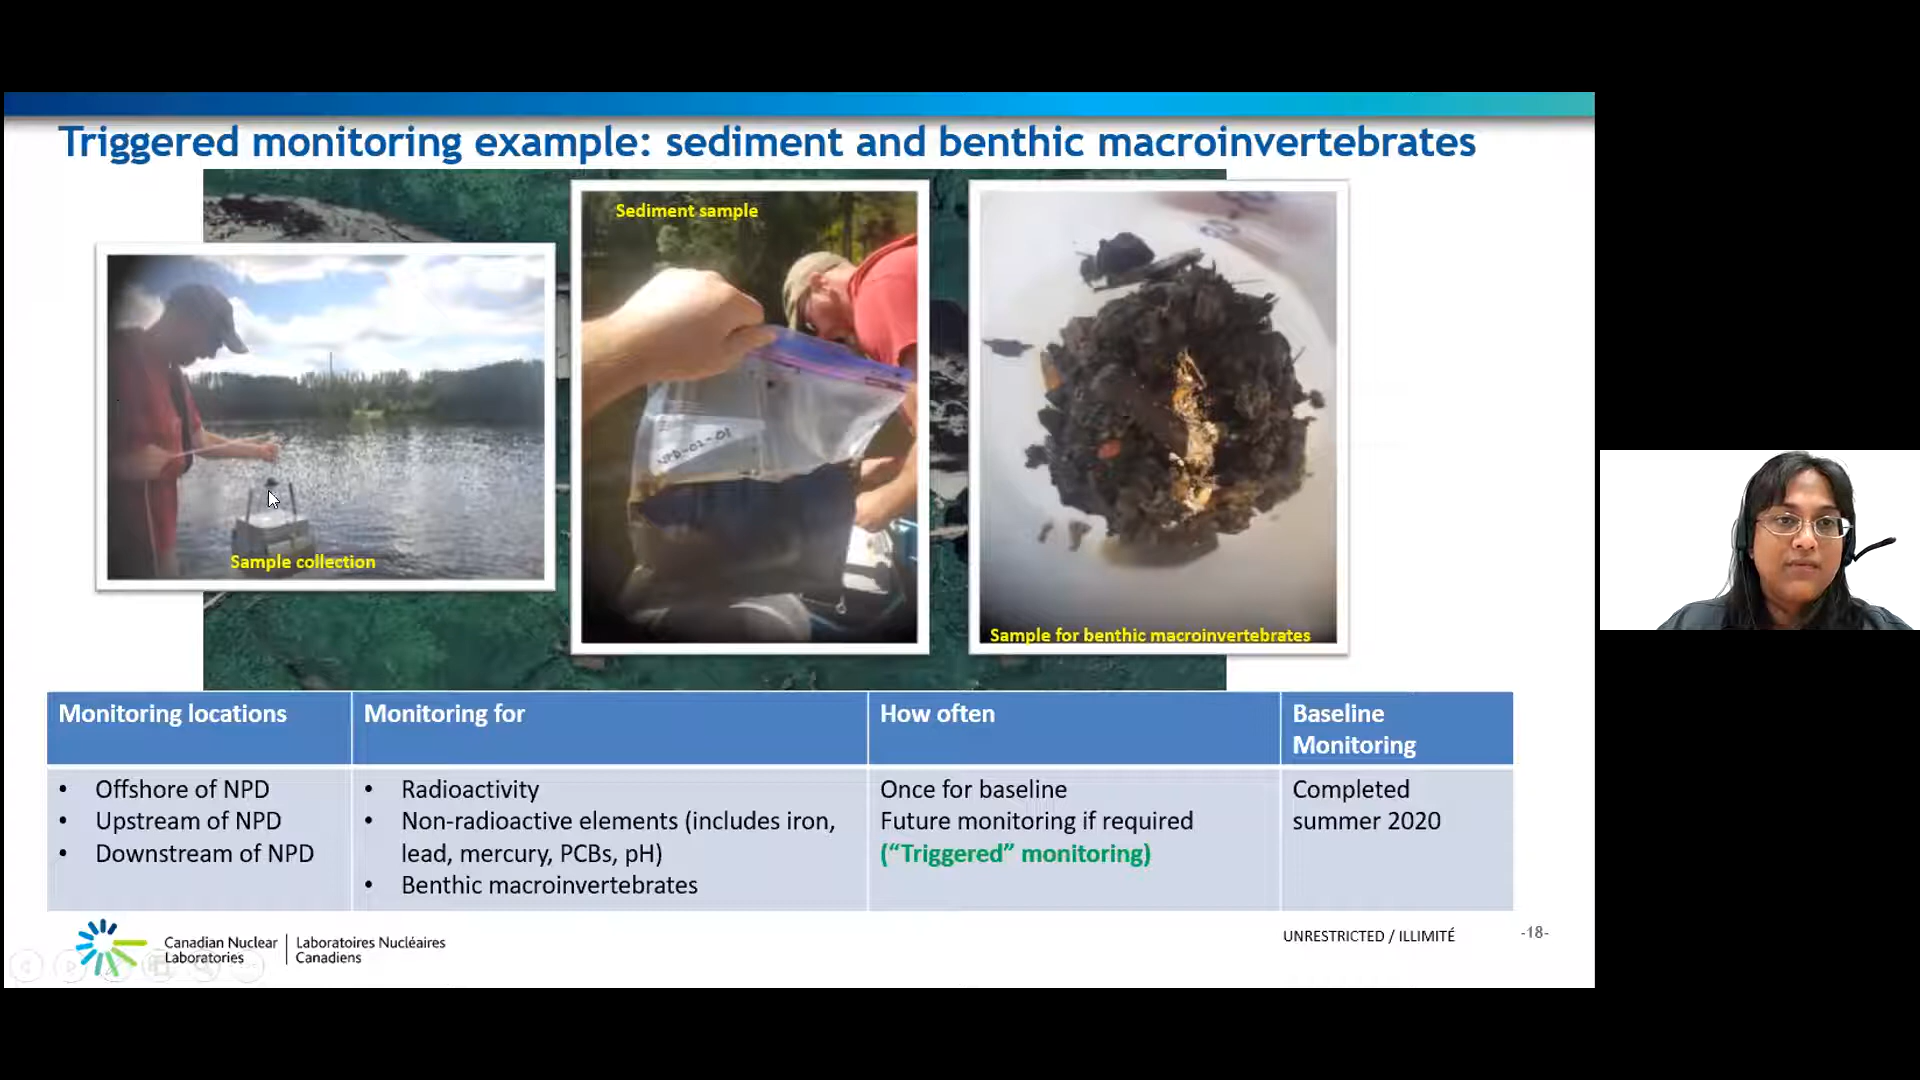 Triggered monitoring example: sediment and benthic macroinvertebrates
Sediment sample
NPD-02-01
Sample collection
Sample for benthic macroinvertebrates
Monitoring locations
Monitoring for
How often
Baseline
Monitoring
• Offshore of NPD
• Upstream of NPD
• Downstream of NPD
• Radioactivity
• Non-radioactive elements (includes iron,
lead, mercury, PCBs, pH)
• Benthic macroinvertebrates
Once for baseline
Future monitoring if required
(“Triggered” monitoring)
Completed
summer 2020
Canadian Nuclear
Laboratories
Laboratoires Nucléaires
Canadiens
UNRESTRICTED / ILLIMITÉ
-18-